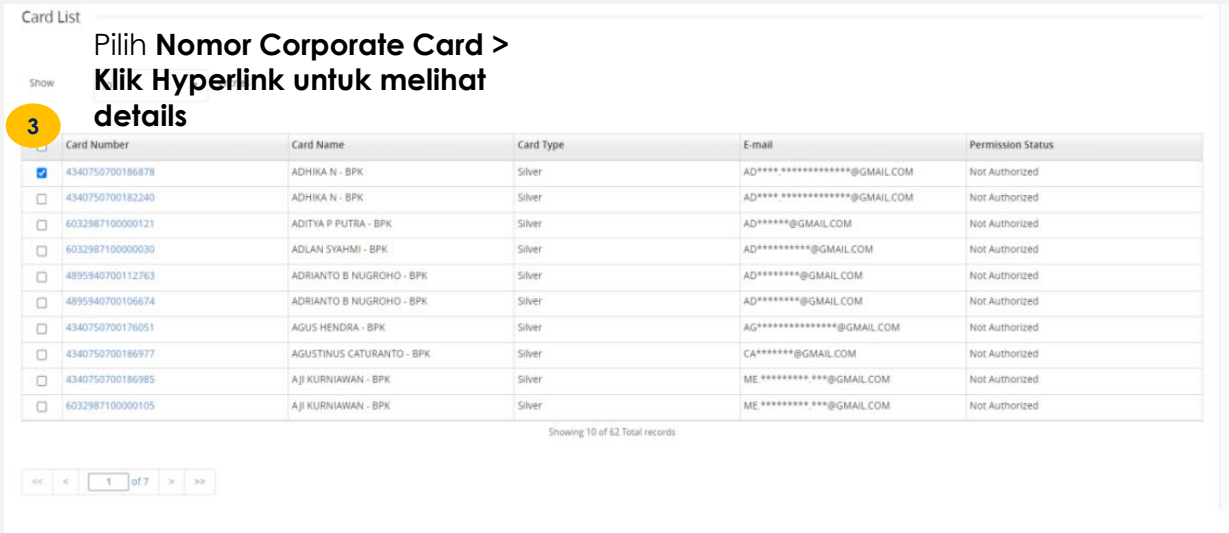 Card List
Pilih Nomor Corporate Card >
Klik Hyperlink untuk melihat
details
Show
3
Card Number Card Name Card Type E-mail Permission Status
4340750700186878 ADHIKA N - BPK Silver AD****.*************@GMAIL.COM Not Authorized
4340750700182240 ADHIKA N - BPK Silver AD****.*************@GMAIL.COM Not Authorized
6032987100000121 ADITYA P PUTRA - BPK Silver AD******@GMAIL.COM Not Authorized
6032987100000030 ADLAN SYAHMI - BPK Silver AD**********@GMAIL.COM Not Authorized
4895940700112763 ADRIANTO B NUGROHO - BPK Silver AD********@GMAIL.COM Not Authorized
4895940700106674 ADRIANTO B NUGROHO - BPK Silver AD********@GMAIL.COM Not Authorized
4340750700176051 AGUS HENDRA - BPK Silver AG***************@GMAIL.COM Not Authorized
4340750700186977 AGUSTINUS CATURANTO - BPK Silver CA*******@GMAIL.COM Not Authorized
4340750700186985 AJI KURNIAWAN - BPK Silver ME.*********.***@GMAIL.COM Not Authorized
6032987100000105 AJI KURNIAWAN - BPK Silver ME.*********.***@GMAIL.COM Not Authorized
Showing 10 of 62 Total records
<< < 1 of 7 > >>